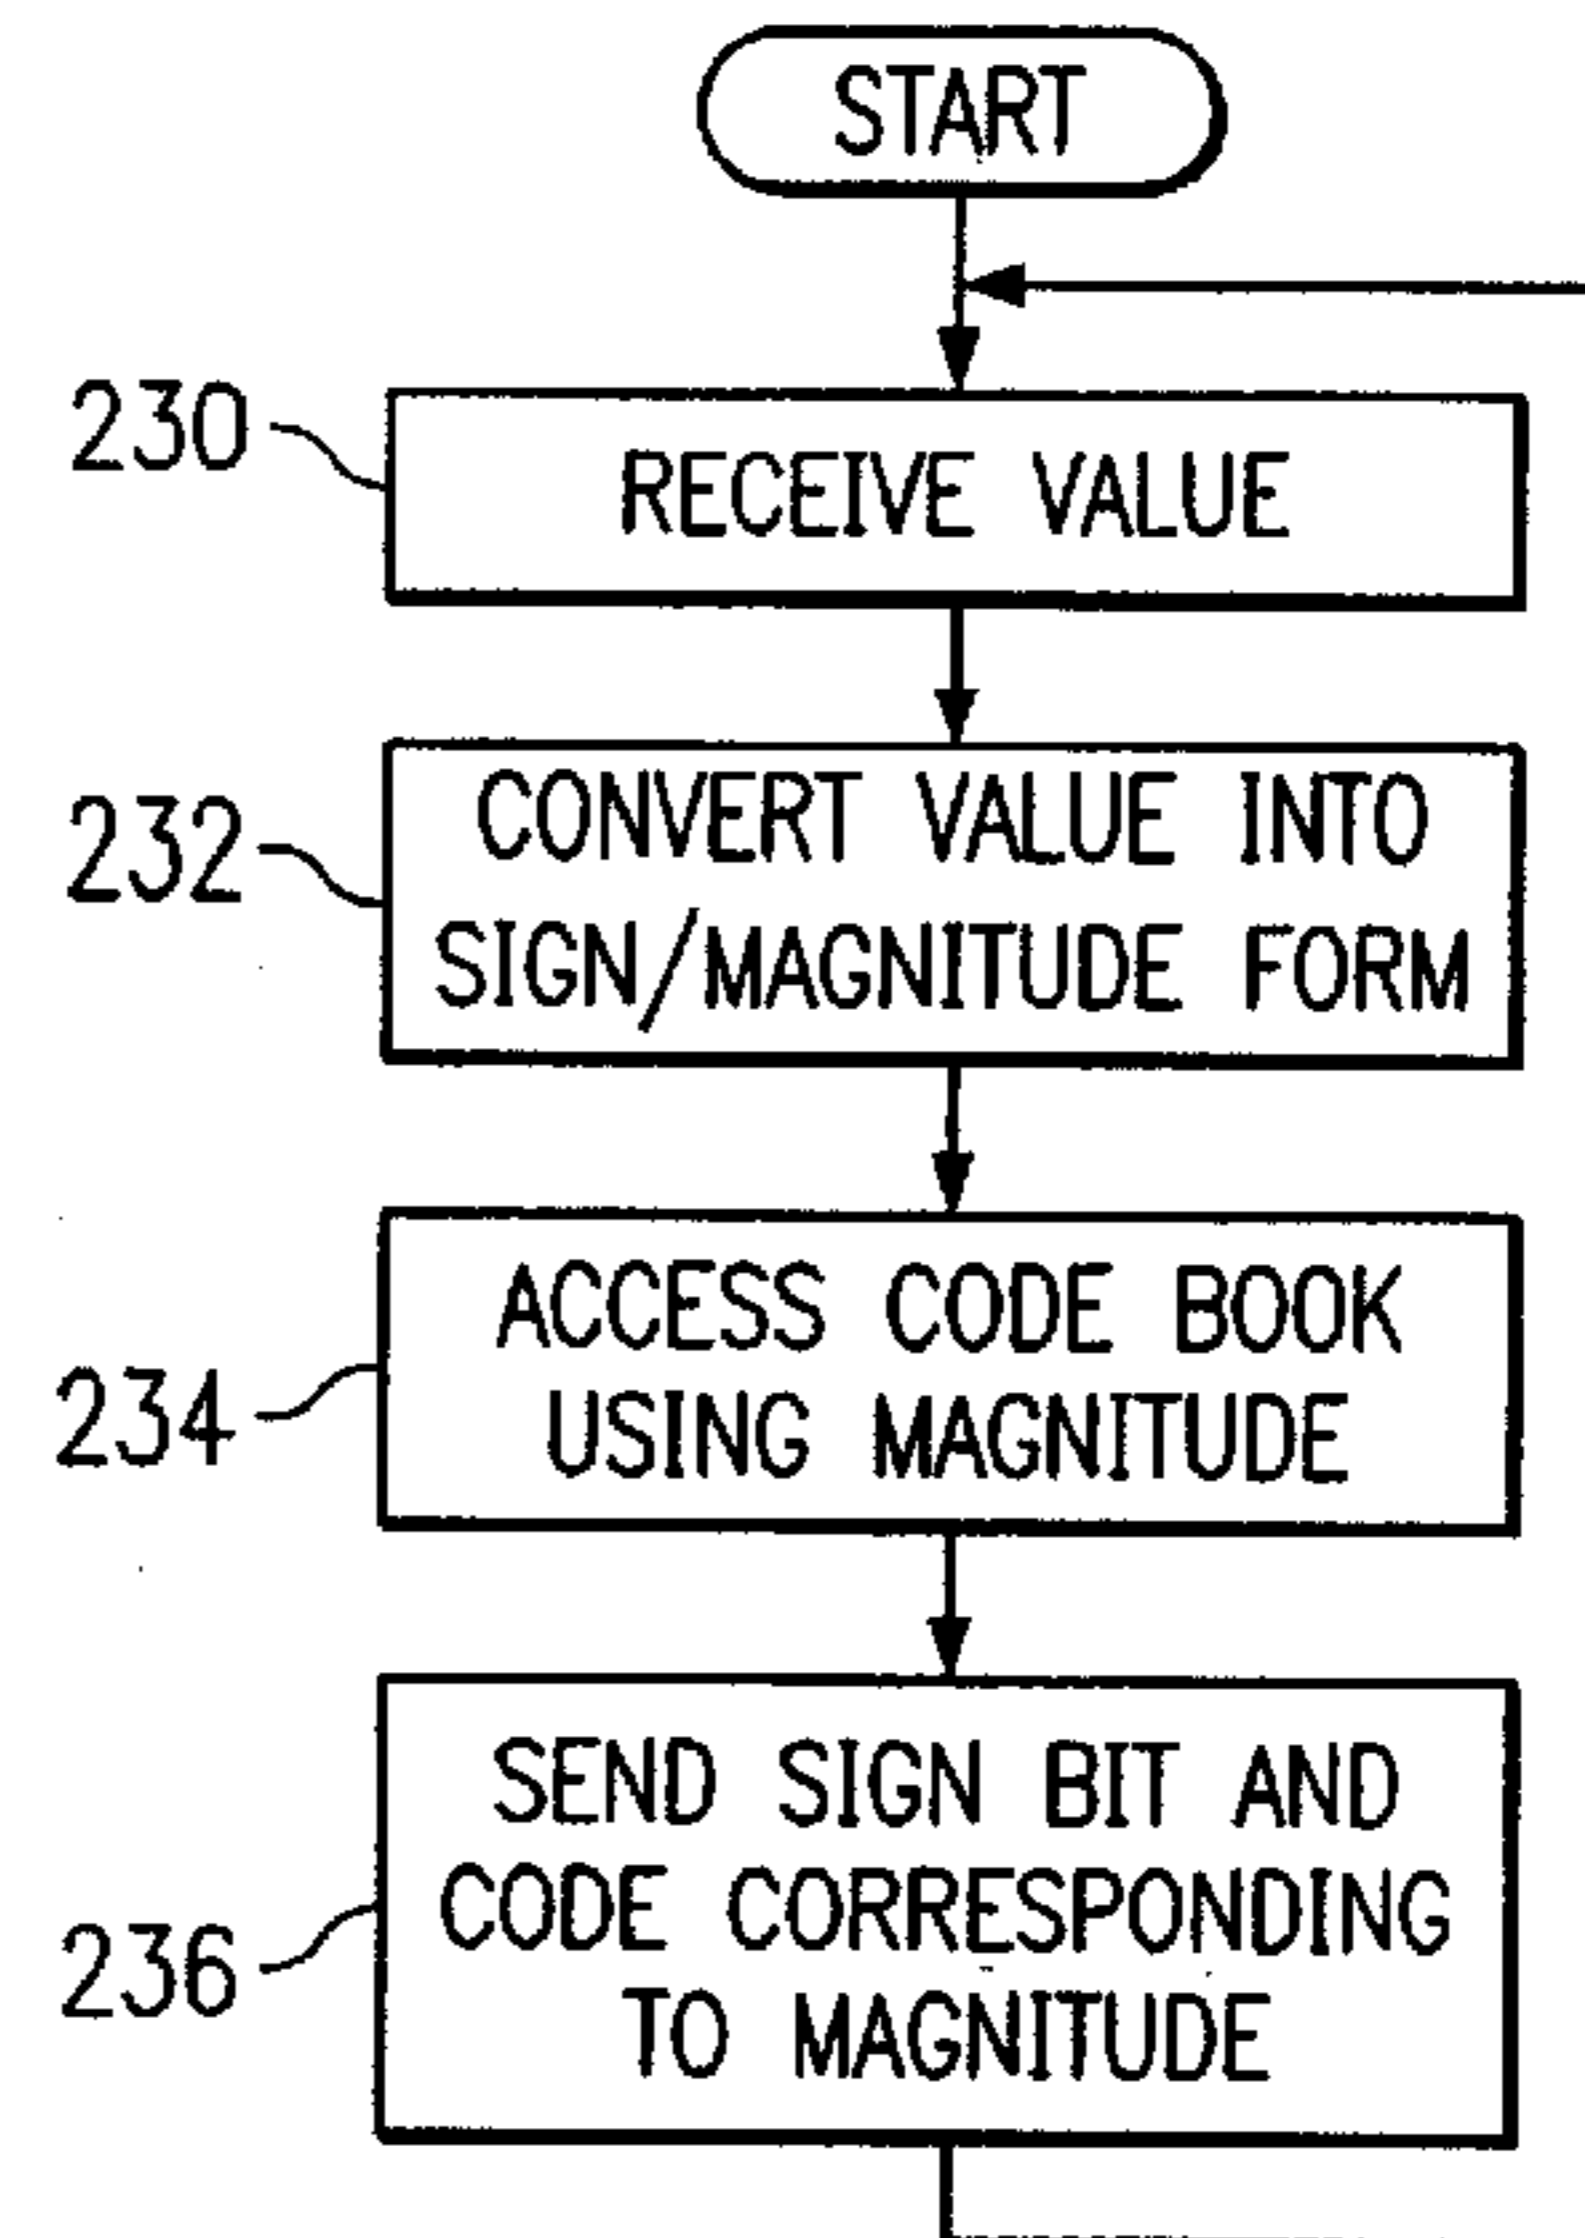 START
230
RECEIVE VALUE
232
CONVERT VALUE INTO
SIGN/MAGNITUDE FORM
234
ACCESS CODE BOOK
USING MAGNITUDE
236
SEND SIGN BIT AND
CODE CORRESPONDING
TO MAGNITUDE